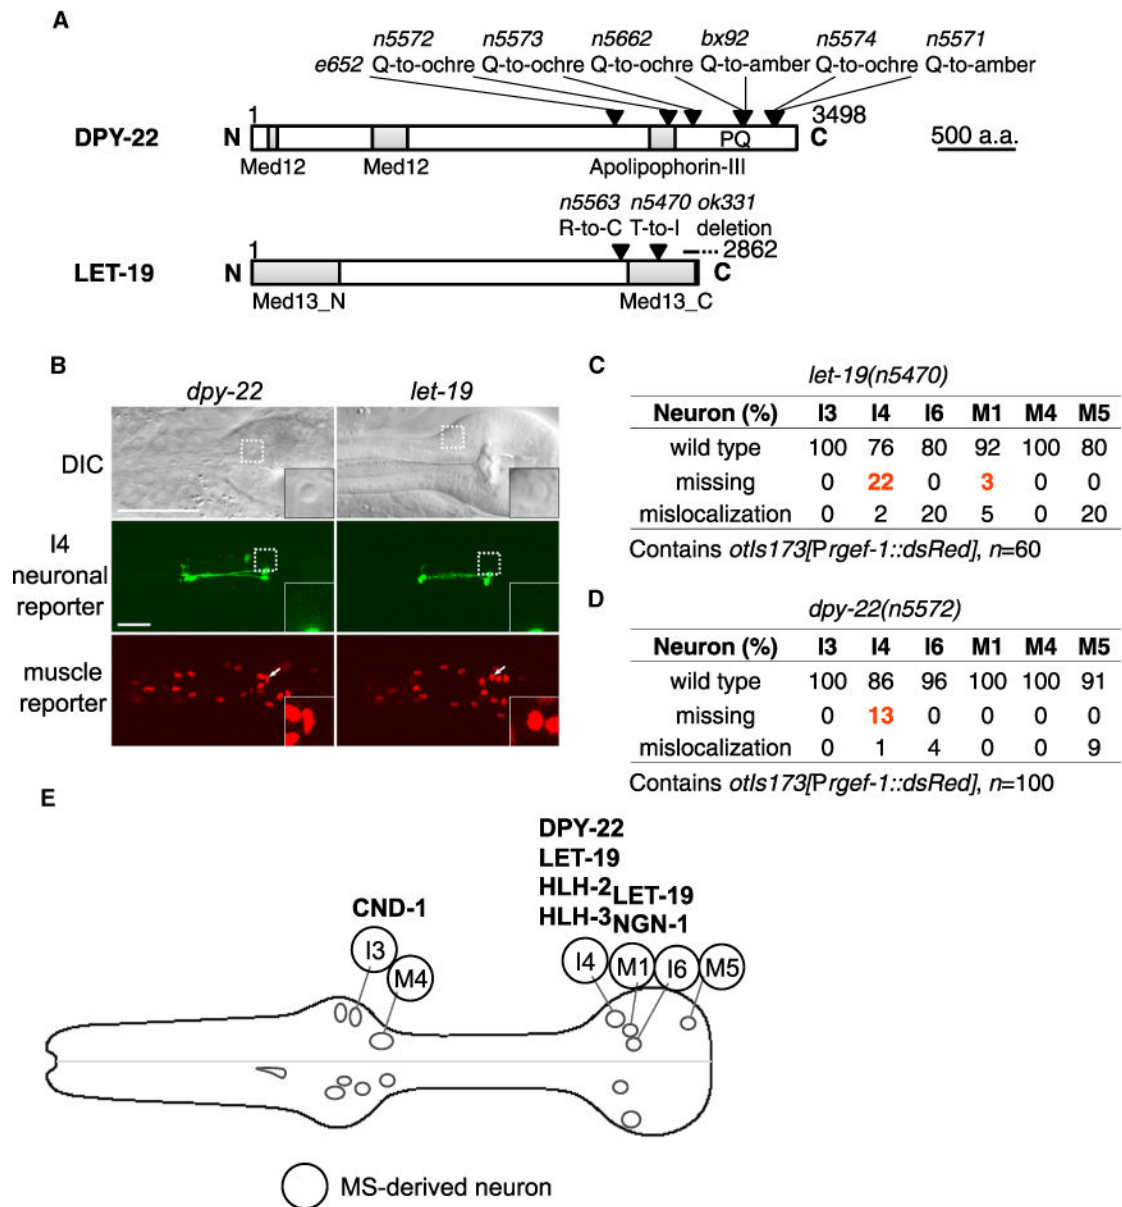 A
n5572 n5573 n5662 bx92 n5574 n5571
e652 Q-to-ochre Q-to-ochre Q-to-ochre Q-to-amber Q-to-ochre Q-to-amber
1 3498
DPY-22 N PQ C 500 a.a.
Med12 Med12 Apolipophorin-III
n5563 n5470 ok331
R-to-C T-to-I deletion
1 2862
LET-19 N C
Med13_N Med13_C
B
dpy-22 let-19
DIC
I4 neuronal reporter
muscle reporter
C
let-19(n5470)
Neuron (%) I3 I4 I6 M1 M4 M5
wild type 100 76 80 92 100 80
missing 0 22 0 3 0 0
mislocalization 0 2 20 5 0 20
Contains otIs173[Prgef-1::dsRed], n=60
D
dpy-22(n5572)
Neuron (%) I3 I4 I6 M1 M4 M5
wild type 100 86 96 100 100 91
missing 0 13 0 0 0 0
mislocalization 0 1 4 0 0 9
Contains otIs173[Prgef-1::dsRed], n=100
E
DPY-22
LET-19
HLH-2 LET-19
CND-1 HLH-3 NGN-1
I3 M4 I4 M1 I6 M5
MS-derived neuron